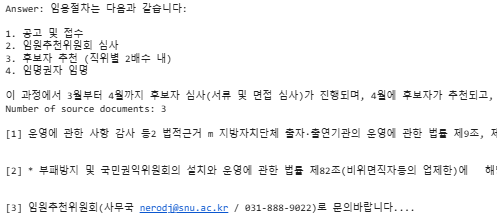 Answer: 임용절차는 다음과 같습니다:
1. 공고 및 접수
2. 임원추천위원회 심사
3. 후보자 추천 (직위별 2배수 내)
4. 임명권자 임명
이 과정에서 3월부터 4월까지 후보자 심사(서류 및 면접 심사)가 진행되며, 4월에 후보자가 추천되고,
Number of source documents: 3
[1] 운영에 관한 사항 감사 등2 법적근거 m 지방자치단체 출자·출연기관의 운영에 관한 법률 제9조,
[2] * 부패방지 및 국민권익위원회의 설치와 운영에 관한 법률 제82조(비위면직자등의 업제한)에
[3] 임원추천위원회(사무국 nerodj@snu.ac.kr / 031-888-9022)로 문의바랍니다....